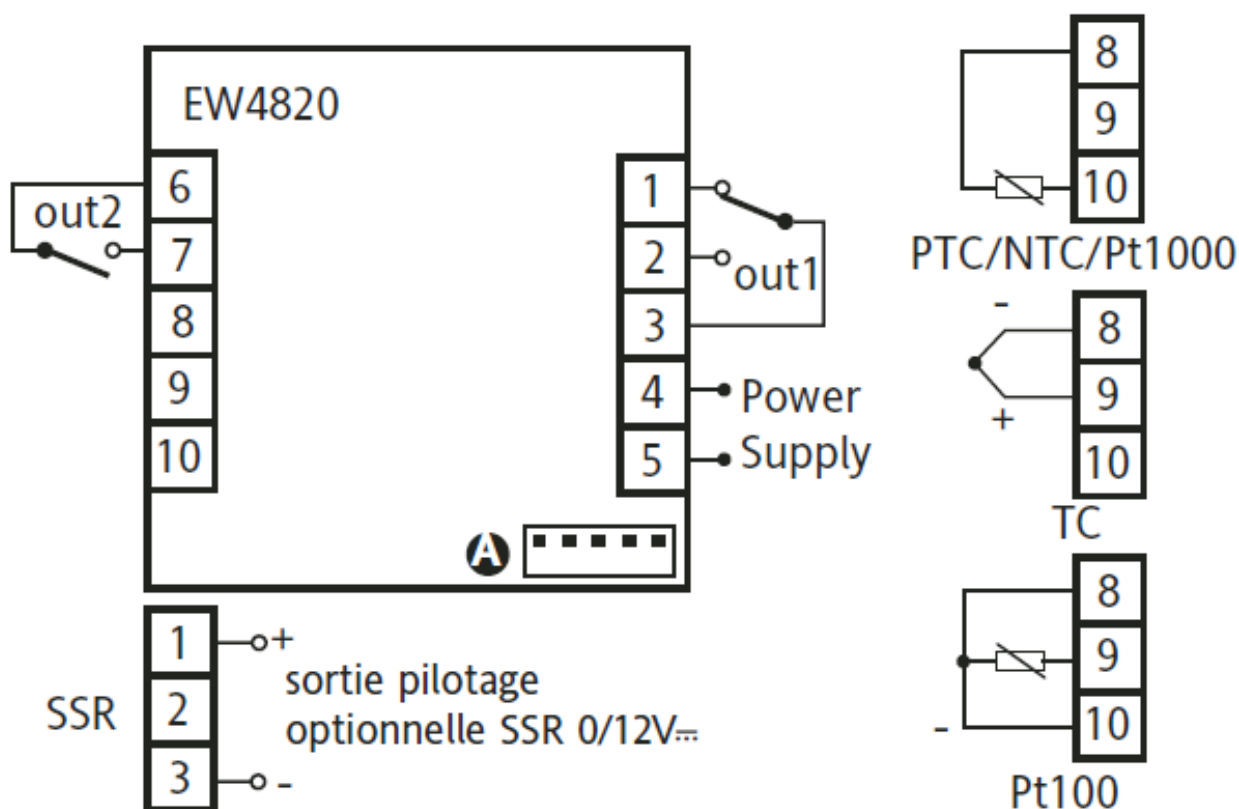 EW4820
6
out2
7
8
9
10
1
2
out1
3
4
Power
5
Supply
A
8
9
10
PTC/NTC/Pt1000
-
8
9
+
10
TC
8
9
10
-
Pt100
SSR
1
+
sortie pilotage
2
optionnelle SSR 0/12V⎓
3
-